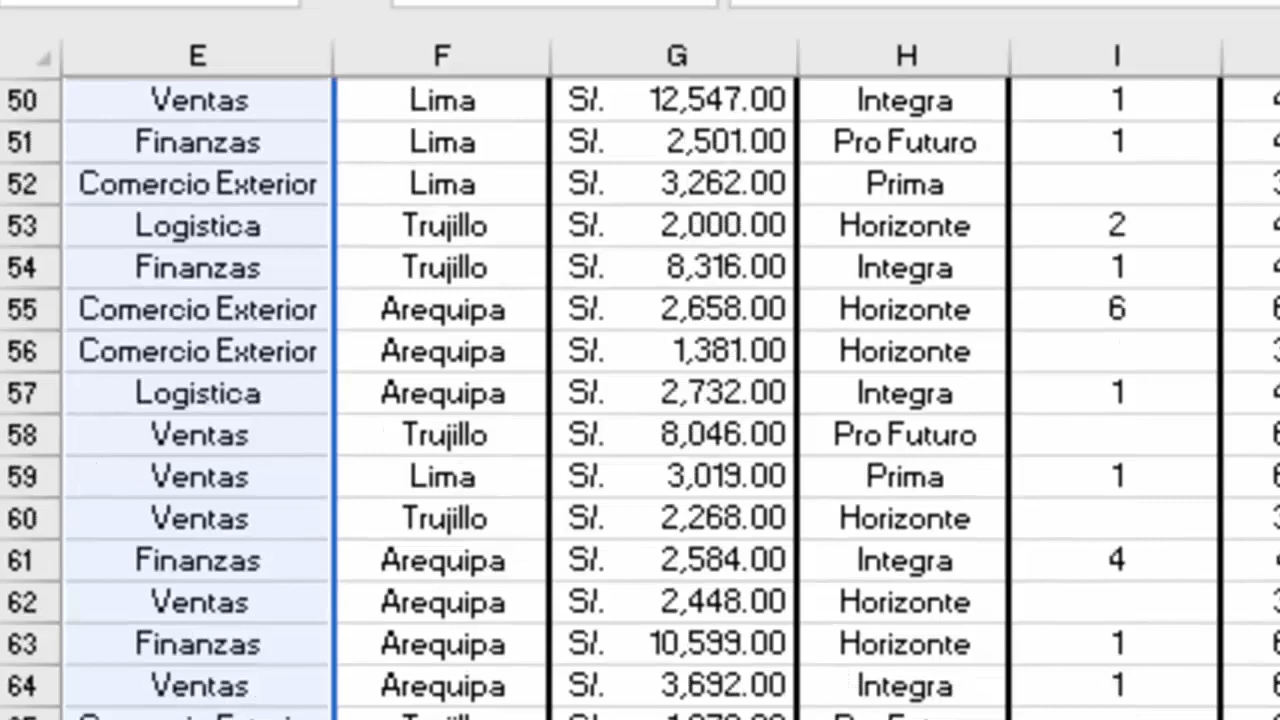 E F G H I
50 Ventas Lima S/. 12,547.00 Integra 1
51 Finanzas Lima S/. 2,501.00 Pro Futuro 1
52 Comercio Exterior Lima S/. 3,262.00 Prima
53 Logistica Trujillo S/. 2,000.00 Horizonte 2
54 Finanzas Trujillo S/. 8,316.00 Integra 1
55 Comercio Exterior Arequipa S/. 2,658.00 Horizonte 6
56 Comercio Exterior Arequipa S/. 1,381.00 Horizonte
57 Logistica Arequipa S/. 2,732.00 Integra 1
58 Ventas Trujillo S/. 8,046.00 Pro Futuro
59 Ventas Lima S/. 3,019.00 Prima 1
60 Ventas Trujillo S/. 2,268.00 Horizonte
61 Finanzas Arequipa S/. 2,584.00 Integra 4
62 Ventas Arequipa S/. 2,448.00 Horizonte
63 Finanzas Arequipa S/. 10,599.00 Horizonte 1
64 Ventas Arequipa S/. 3,692.00 Integra 1